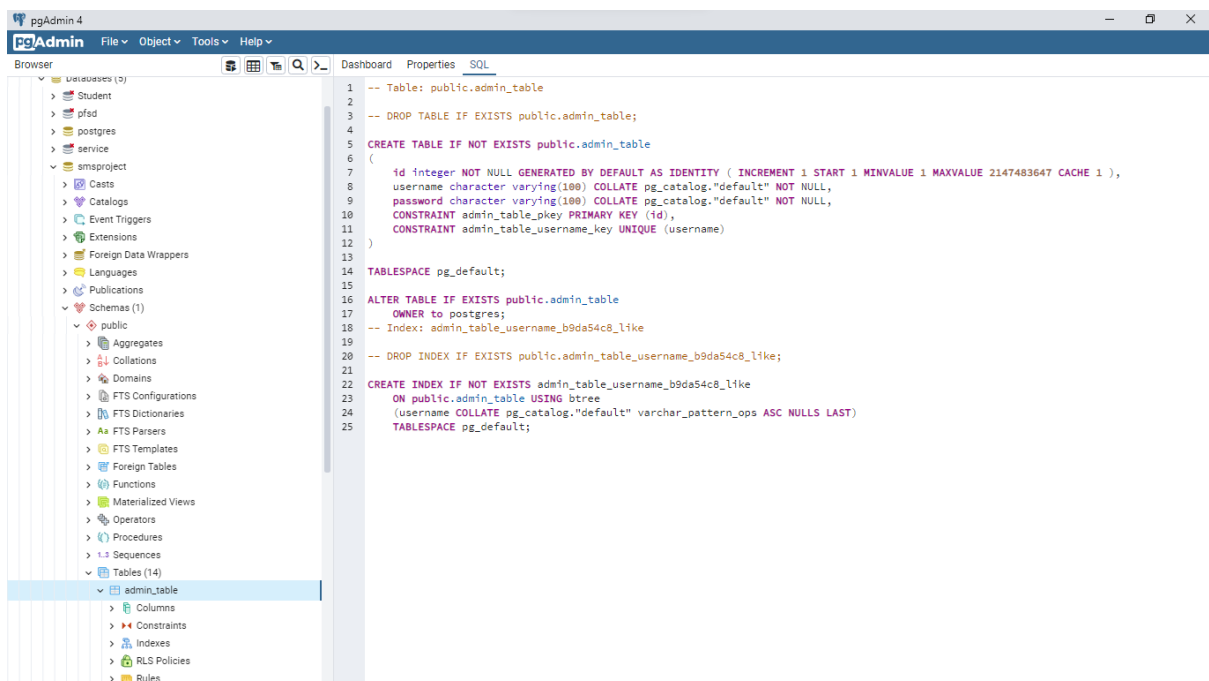 pgAdmin 4
pgAdmin File Object Tools Help
Browser
Dashboard Properties SQL
Databases (5)
Student
pfsd
postgres
service
smsproject
Casts
Catalogs
Event Triggers
Extensions
Foreign Data Wrappers
Languages
Publications
Schemas (1)
public
Aggregates
Collations
Domains
FTS Configurations
FTS Dictionaries
Aa FTS Parsers
FTS Templates
Foreign Tables
Functions
Materialized Views
Operators
Procedures
1..3 Sequences
Tables (14)
admin_table
Columns
Constraints
Indexes
RLS Policies
Rules
1 -- Table: public.admin_table
2
3 -- DROP TABLE IF EXISTS public.admin_table;
4
5 CREATE TABLE IF NOT EXISTS public.admin_table
6 (
7 id integer NOT NULL GENERATED BY DEFAULT AS IDENTITY ( INCREMENT 1 START 1 MINVALUE 1 MAXVALUE 2147483647 CACHE 1 ),
8 username character varying(100) COLLATE pg_catalog."default" NOT NULL,
9 password character varying(100) COLLATE pg_catalog."default" NOT NULL,
10 CONSTRAINT admin_table_pkey PRIMARY KEY (id),
11 CONSTRAINT admin_table_username_key UNIQUE (username)
12 )
13
14 TABLESPACE pg_default;
15
16 ALTER TABLE IF EXISTS public.admin_table
17 OWNER to postgres;
18 -- Index: admin_table_username_b9da54c8_like
19
20 -- DROP INDEX IF EXISTS public.admin_table_username_b9da54c8_like;
21
22 CREATE INDEX IF NOT EXISTS admin_table_username_b9da54c8_like
23 ON public.admin_table USING btree
24 (username COLLATE pg_catalog."default" varchar_pattern_ops ASC NULLS LAST)
25 TABLESPACE pg_default;